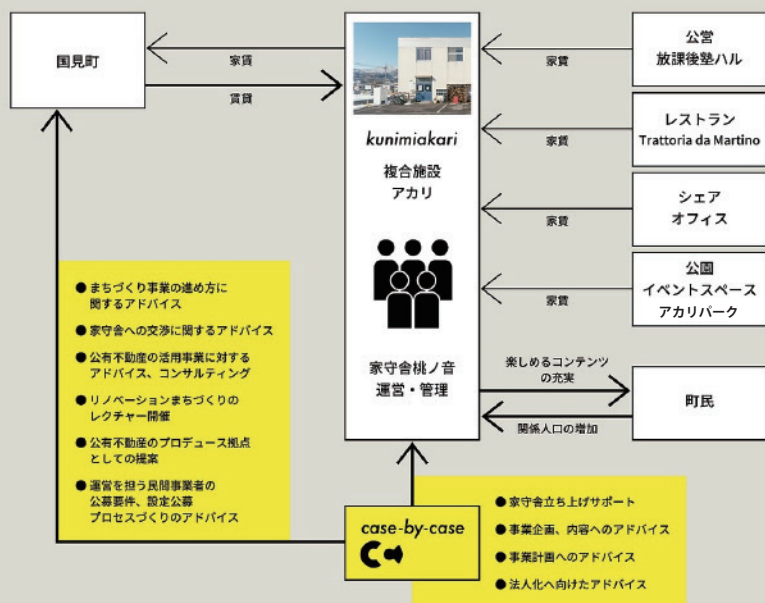 国見町
家賃
賃貸
kunimiakari
複合施設
アカリ
家守舎桃ノ音
運営・管理
公営
放課後塾ハル
家賃
レストラン
Trattoria da Martino
家賃
シェア
オフィス
家賃
公園
イベントスペース
アカリパーク
家賃
楽しめるコンテンツ
の充実
関係人口の増加
町民
●まちづくり事業の進め方に
関するアドバイス
●家守舎への交渉に関するアドバイス
●公有不動産の活用事業に対する
アドバイス、コンサルティング
●リノベーションまちづくりの
レクチャー開催
●公有不動産のプロデュース拠点
としての提案
●運営を担う民間事業者の
公募要件、設定公募
プロセスづくりのアドバイス
case-by-case
●家守舎立ち上げサポート
●事業企画、内容へのアドバイス
●事業計画へのアドバイス
●法人化へ向けたアドバイス